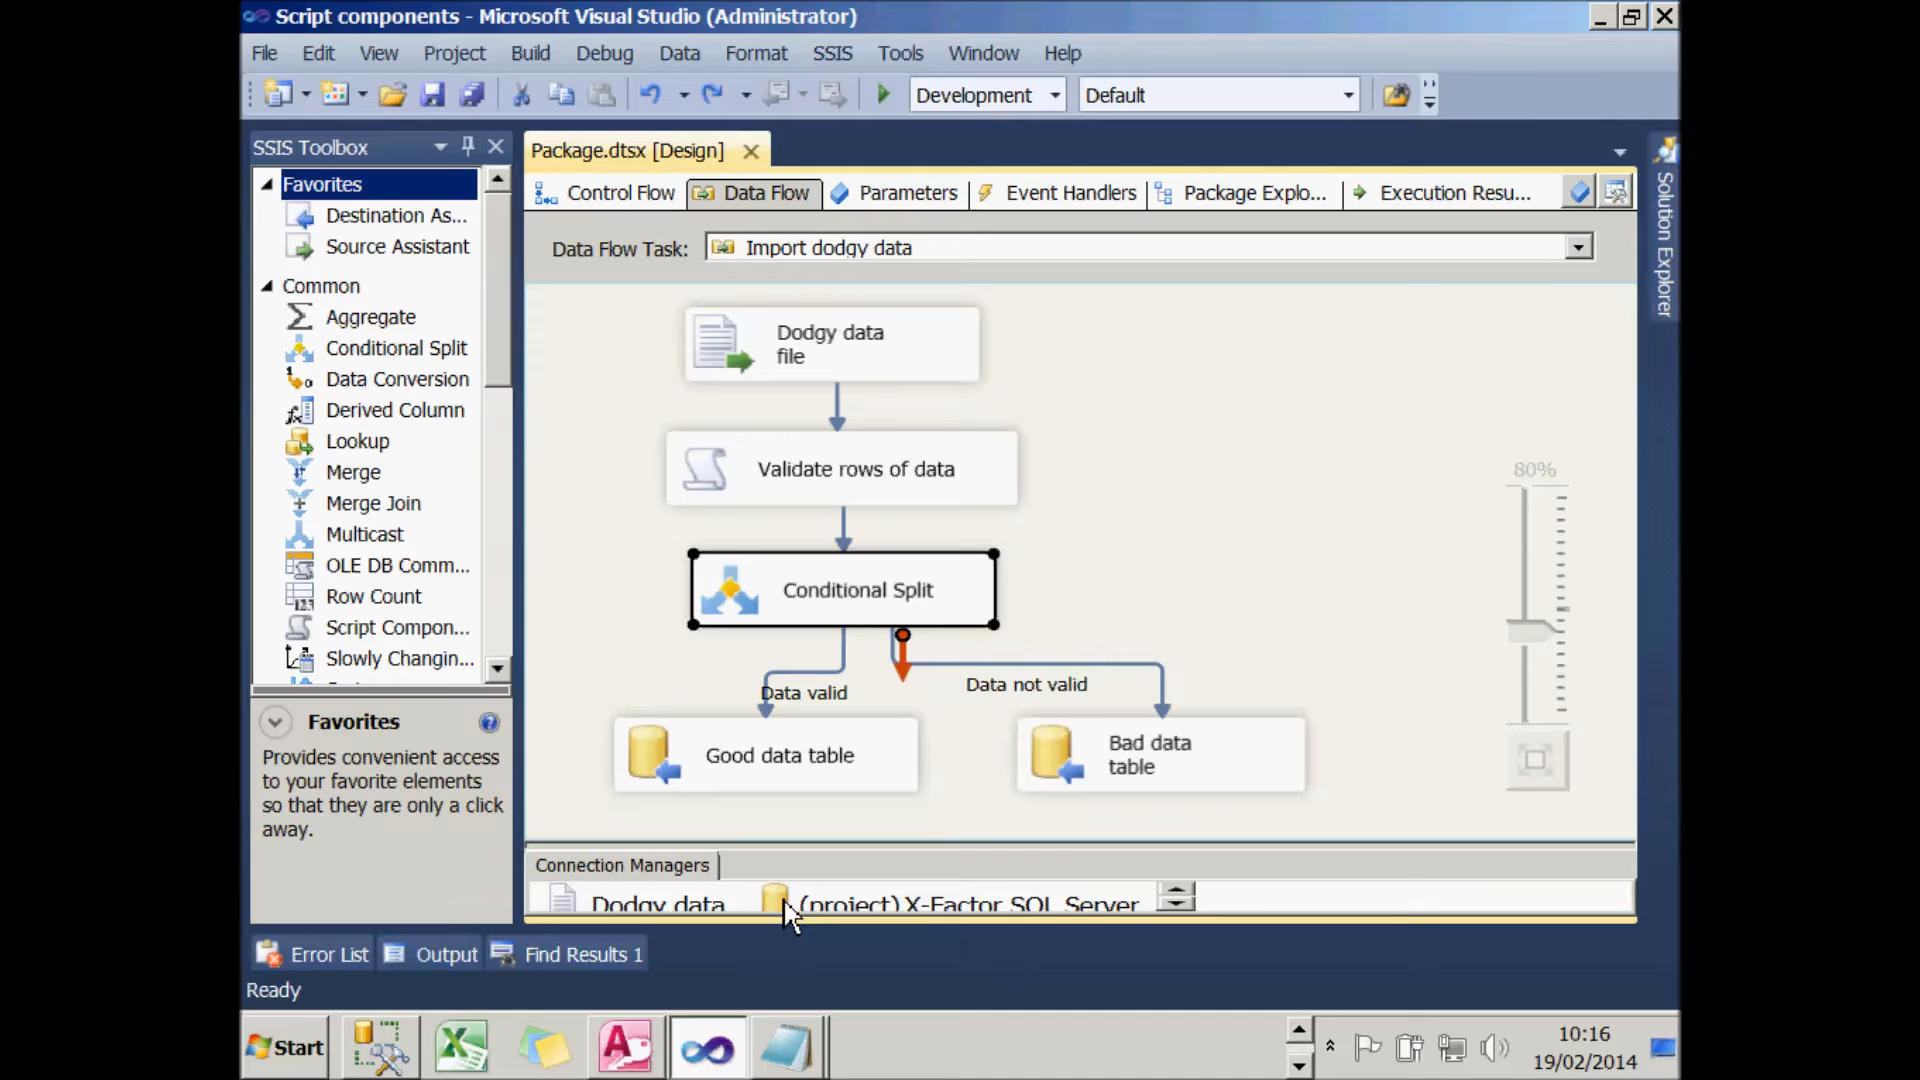 Script components - Microsoft Visual Studio (Administrator)
File Edit View Project Build Debug Data Format SSIS Tools Window Help
Development Default
SSIS Toolbox
Favorites
Destination As...
Source Assistant
Common
Aggregate
Conditional Split
Data Conversion
Derived Column
Lookup
Merge
Merge Join
Multicast
OLE DB Comm...
Row Count
Script Compon...
Slowly Changin...
Favorites
Provides convenient access
to your favorite elements
so that they are only a click
away.
Package.dtsx [Design]
Control Flow Data Flow Parameters Event Handlers Package Explo... Execution Resu...
Data Flow Task: Import dodgy data
Dodgy data
file
Validate rows of data
Conditional Split
Data valid
Data not valid
Good data table
Bad data
table
80%
Connection Managers
Dodgy data (project) X-Factor SQL Server
Solution Explorer
Error List Output Find Results 1
Ready
Start
10:16
19/02/2014